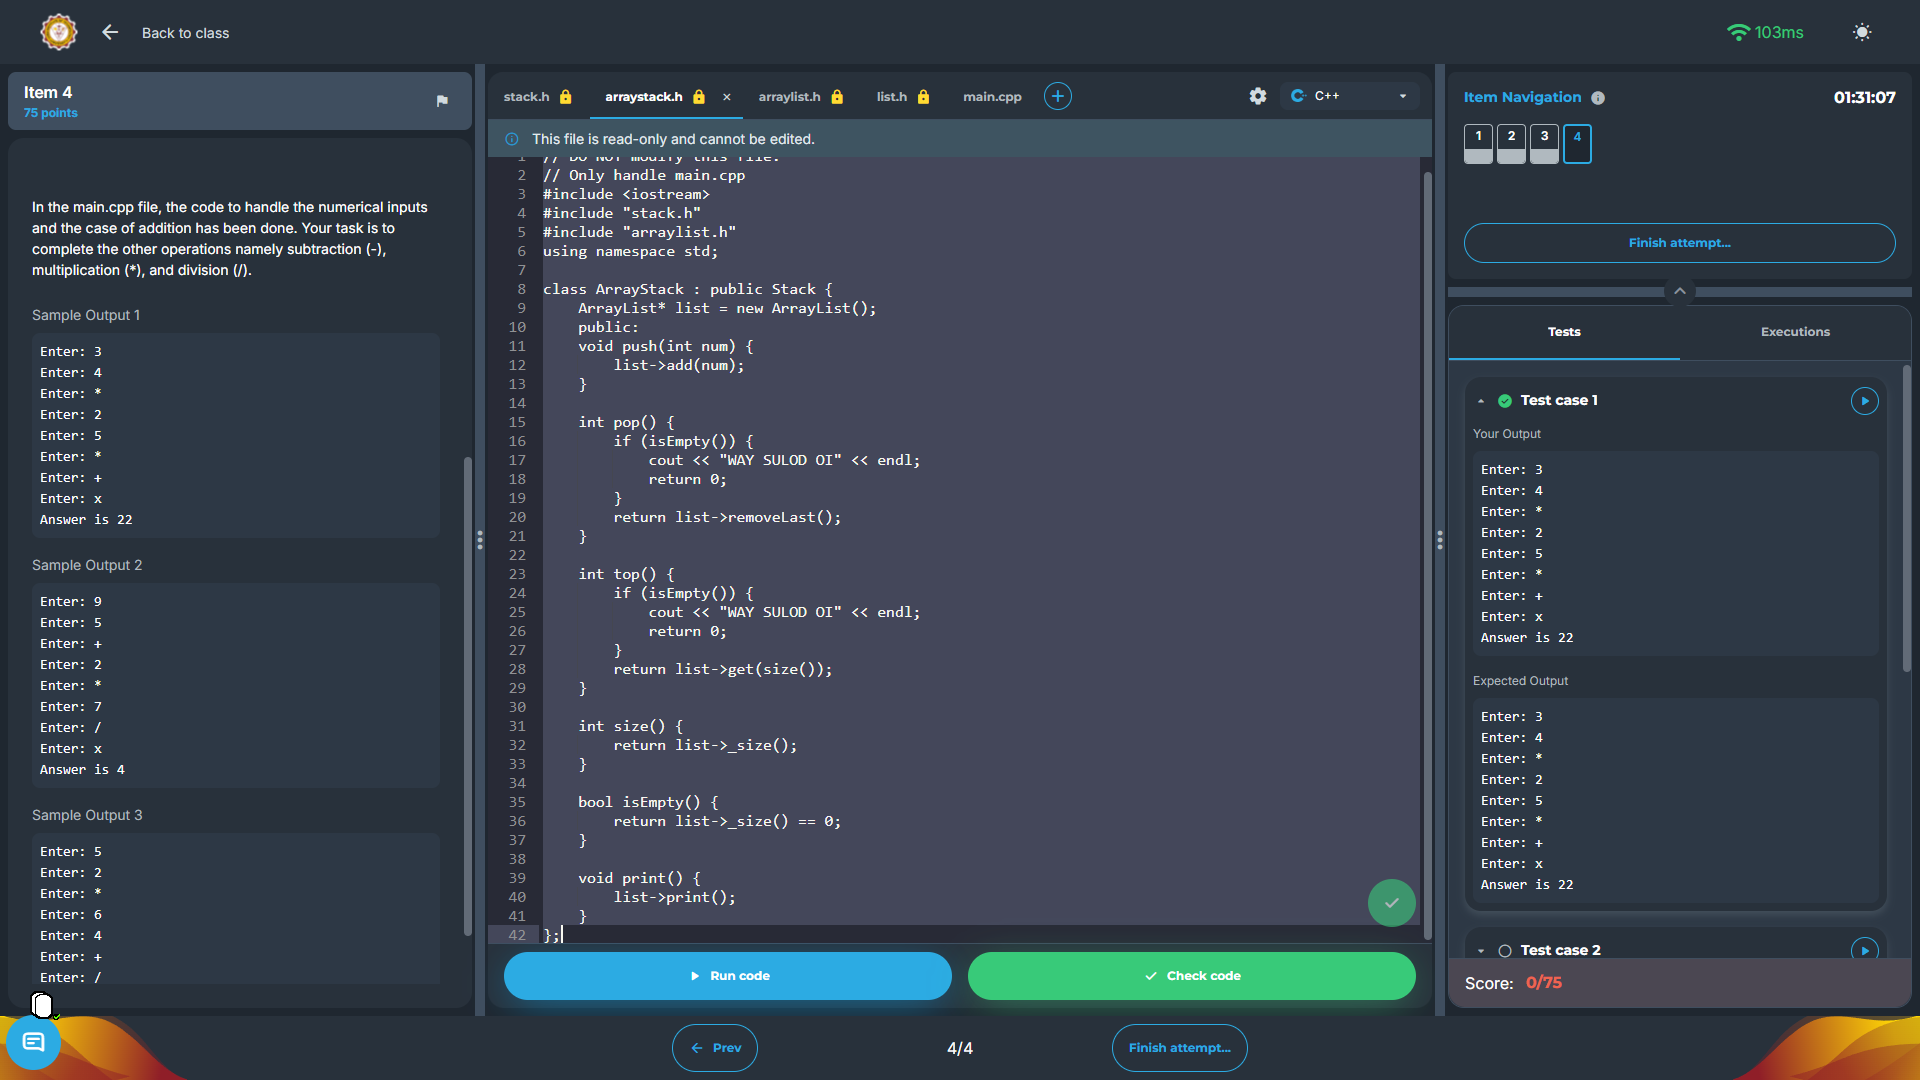 Back to class
103ms
Item 4
75 points
In the main.cpp file, the code to handle the numerical inputs
and the case of addition has been done. Your task is to
complete the other operations namely subtraction (-),
multiplication (*), and division (/).
Sample Output 1
Enter: 3
Enter: 4
Enter: *
Enter: 2
Enter: 5
Enter: *
Enter: +
Enter: x
Answer is 22
Sample Output 2
Enter: 9
Enter: 5
Enter: +
Enter: 2
Enter: *
Enter: 7
Enter: /
Enter: x
Answer is 4
Sample Output 3
Enter: 5
Enter: 2
Enter: *
Enter: 6
Enter: 4
Enter: +
Enter: /
stack.h arraystack.h × arraylist.h list.h main.cpp
C++
This file is read-only and cannot be edited.
1 // DO NOT modify this file.
2 // Only handle main.cpp
3 #include <iostream>
4 #include "stack.h"
5 #include "arraylist.h"
6 using namespace std;
7
8 class ArrayStack : public Stack {
9 ArrayList* list = new ArrayList();
10 public:
11 void push(int num) {
12 list->add(num);
13 }
14
15 int pop() {
16 if (isEmpty()) {
17 cout << "WAY SULOD OI" << endl;
18 return 0;
19 }
20 return list->removeLast();
21 }
22
23 int top() {
24 if (isEmpty()) {
25 cout << "WAY SULOD OI" << endl;
26 return 0;
27 }
28 return list->get(size());
29 }
30
31 int size() {
32 return list->_size();
33 }
34
35 bool isEmpty() {
36 return list->_size() == 0;
37 }
38
39 void print() {
40 list->print();
41 }
42 };
Run code
Check code
Prev
4/4
Finish attempt...
Item Navigation
01:31:07
1 2 3 4
Finish attempt...
Tests
Executions
Test case 1
Your Output
Enter: 3
Enter: 4
Enter: *
Enter: 2
Enter: 5
Enter: *
Enter: +
Enter: x
Answer is 22
Expected Output
Enter: 3
Enter: 4
Enter: *
Enter: 2
Enter: 5
Enter: *
Enter: +
Enter: x
Answer is 22
Test case 2
Score: 0/75